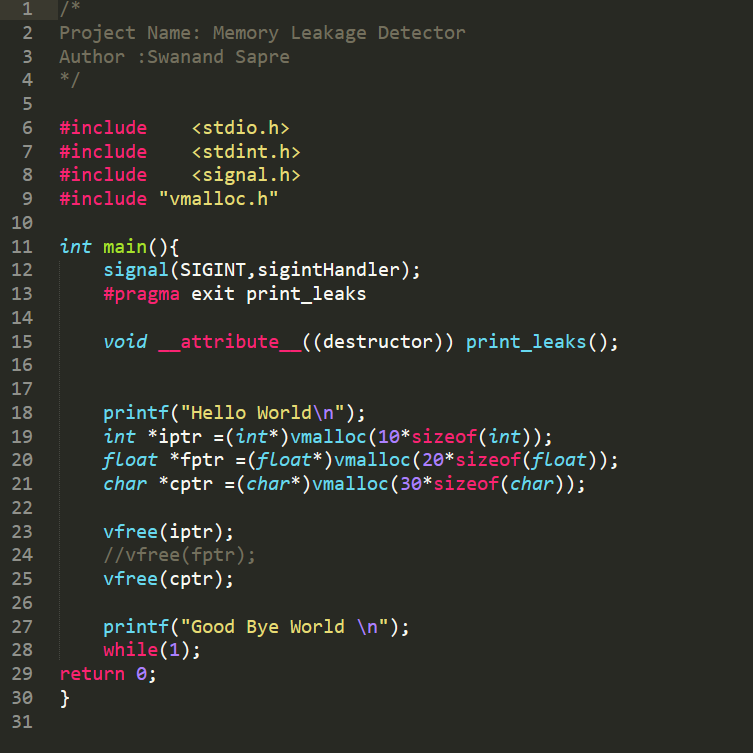 1 /*
2 Project Name: Memory Leakage Detector
3 Author :Swanand Sapre
4 */
5
6 #include    <stdio.h>
7 #include    <stdint.h>
8 #include    <signal.h>
9 #include "vmalloc.h"
10
11 int main(){
12     signal(SIGINT,sigintHandler);
13     #pragma exit print_leaks
14
15     void __attribute__((destructor)) print_leaks();
16
17
18     printf("Hello World\n");
19     int *iptr =(int*)vmalloc(10*sizeof(int));
20     float *fptr =(float*)vmalloc(20*sizeof(float));
21     char *cptr =(char*)vmalloc(30*sizeof(char));
22
23     vfree(iptr);
24     //vfree(fptr);
25     vfree(cptr);
26
27     printf("Good Bye World \n");
28     while(1);
29 return 0;
30 }
31